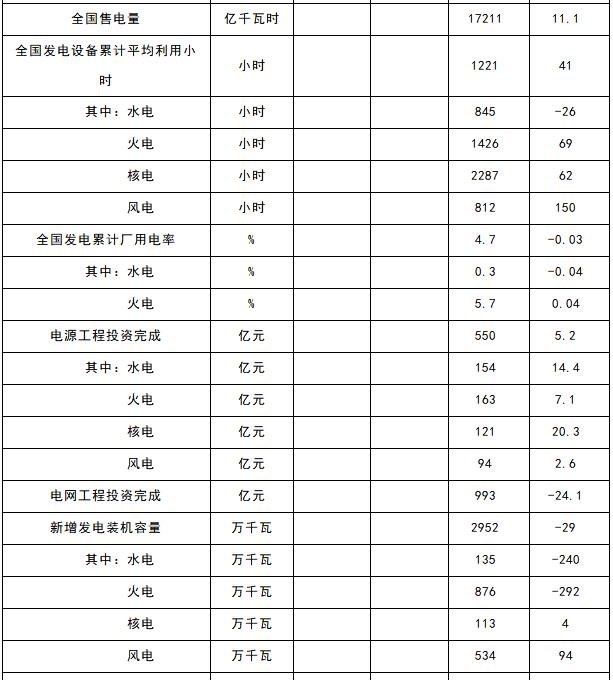 全国售电量 亿千瓦时 17211 11.1
全国发电设备累计平均利用小
时 小时 1221 41
其中：水电 小时 845 -26
火电 小时 1426 69
核电 小时 2287 62
风电 小时 812 150
全国发电累计厂用电率 % 4.7 -0.03
其中：水电 % 0.3 -0.04
火电 % 5.7 0.04
电源工程投资完成 亿元 550 5.2
其中：水电 亿元 154 14.4
火电 亿元 163 7.1
核电 亿元 121 20.3
风电 亿元 94 2.6
电网工程投资完成 亿元 993 -24.1
新增发电装机容量 万千瓦 2952 -29
其中：水电 万千瓦 135 -240
火电 万千瓦 876 -292
核电 万千瓦 113 4
风电 万千瓦 534 94